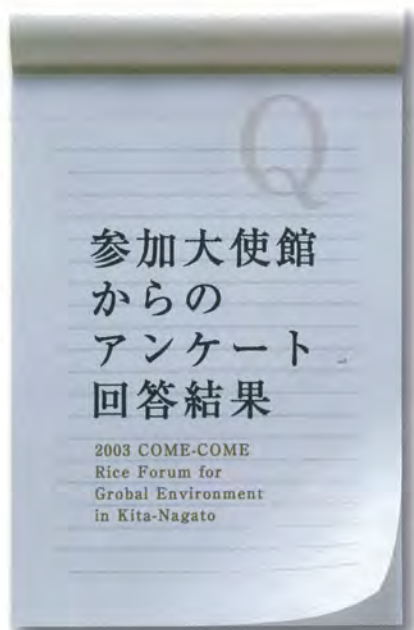 Q
参加大使館
からの
アンケート
回答結果
2003 COME-COME
Rice Forum for
Grobal Environment
in Kita-Nagato